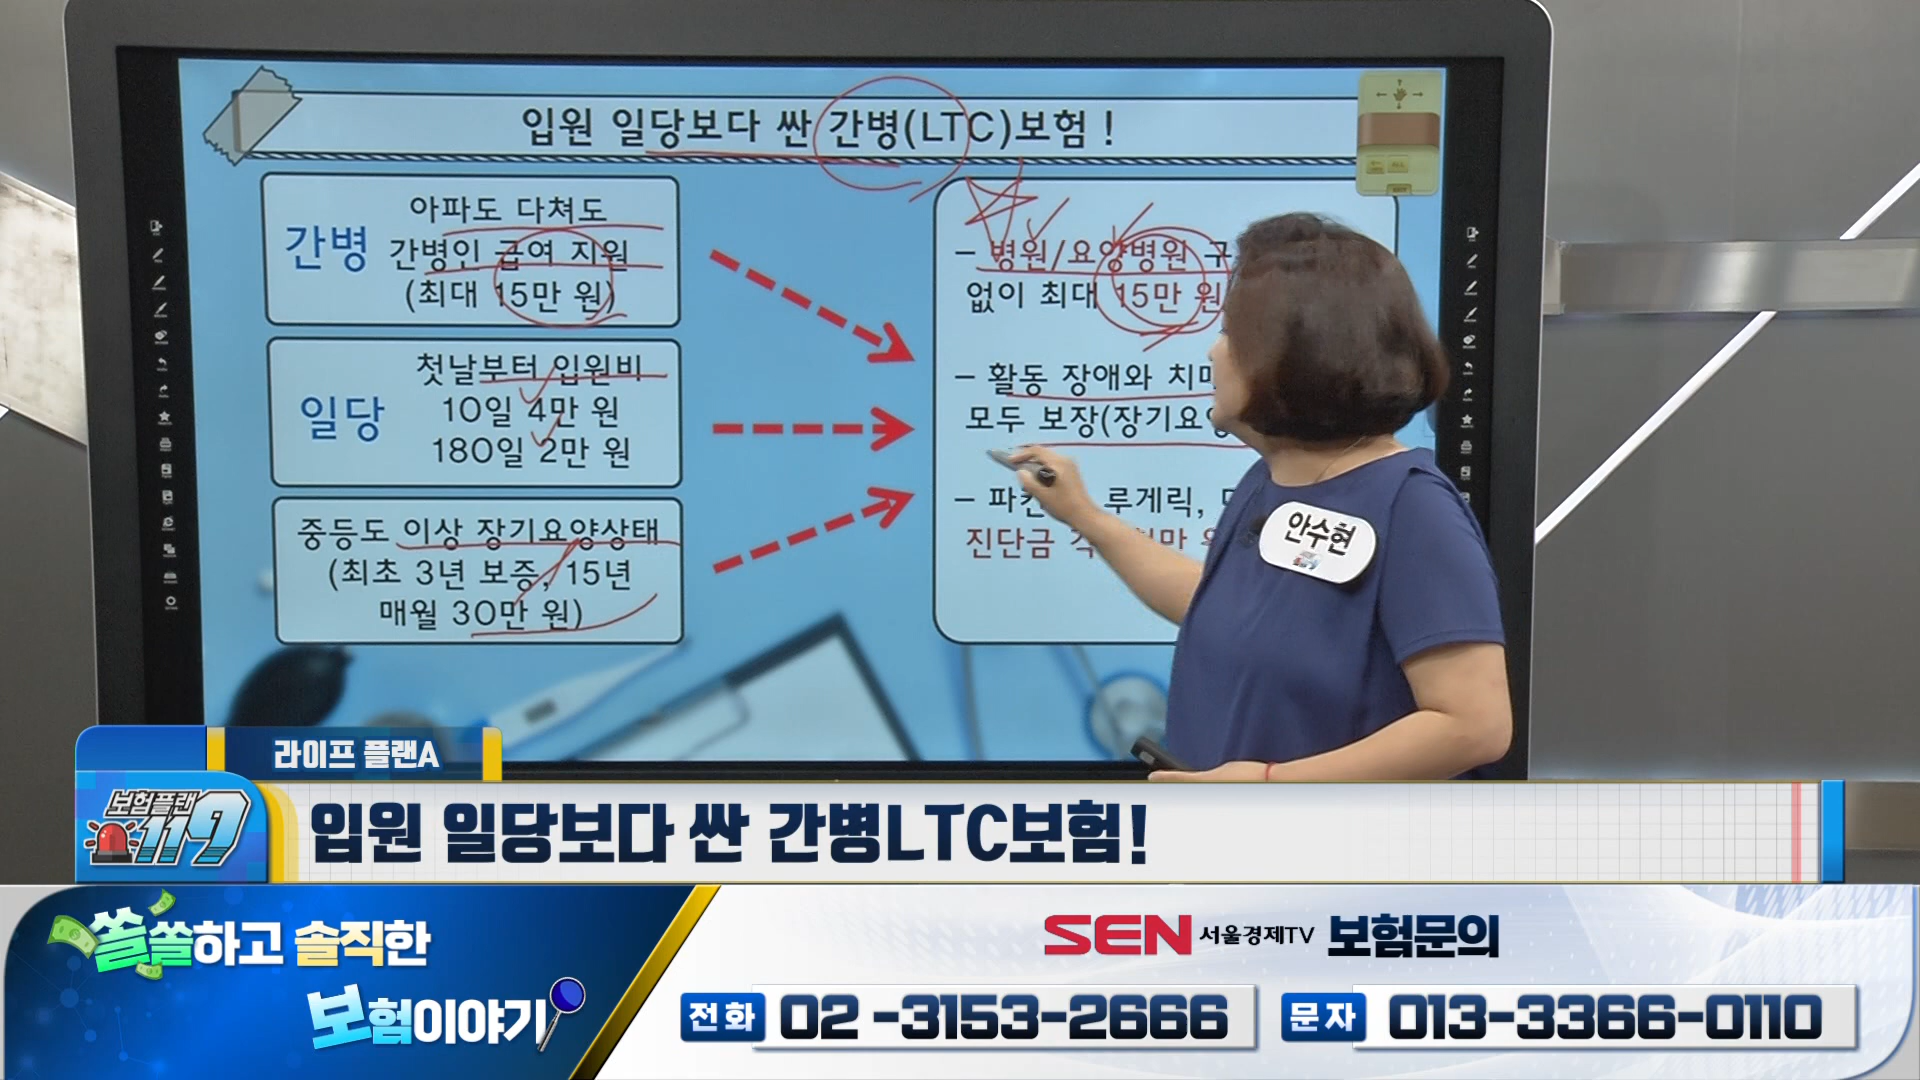 입원 일당보다 싼 간병(LTC)보험 !
간병
아파도 다쳐도
간병인 급여 지원
(최대 15만 원)
일당
첫날부터 입원비
10일 4만 원
180일 2만 원
중등도 이상 장기요양상태
(최초 3년 보증, 15년
매월 30만 원)
– 병원/요양병원 구
없이 최대 15만 원
– 활동 장애와 치매
모두 보장(장기요양
– 루게릭,
진단금
안수현
라이프 플랜A
보험플랜
119
입원 일당보다 싼 간병LTC보험!
쏠쏠하고 솔직한
보험이야기
SEN 서울경제TV 보험문의
전화 02-3153-2666
문자 013-3366-0110